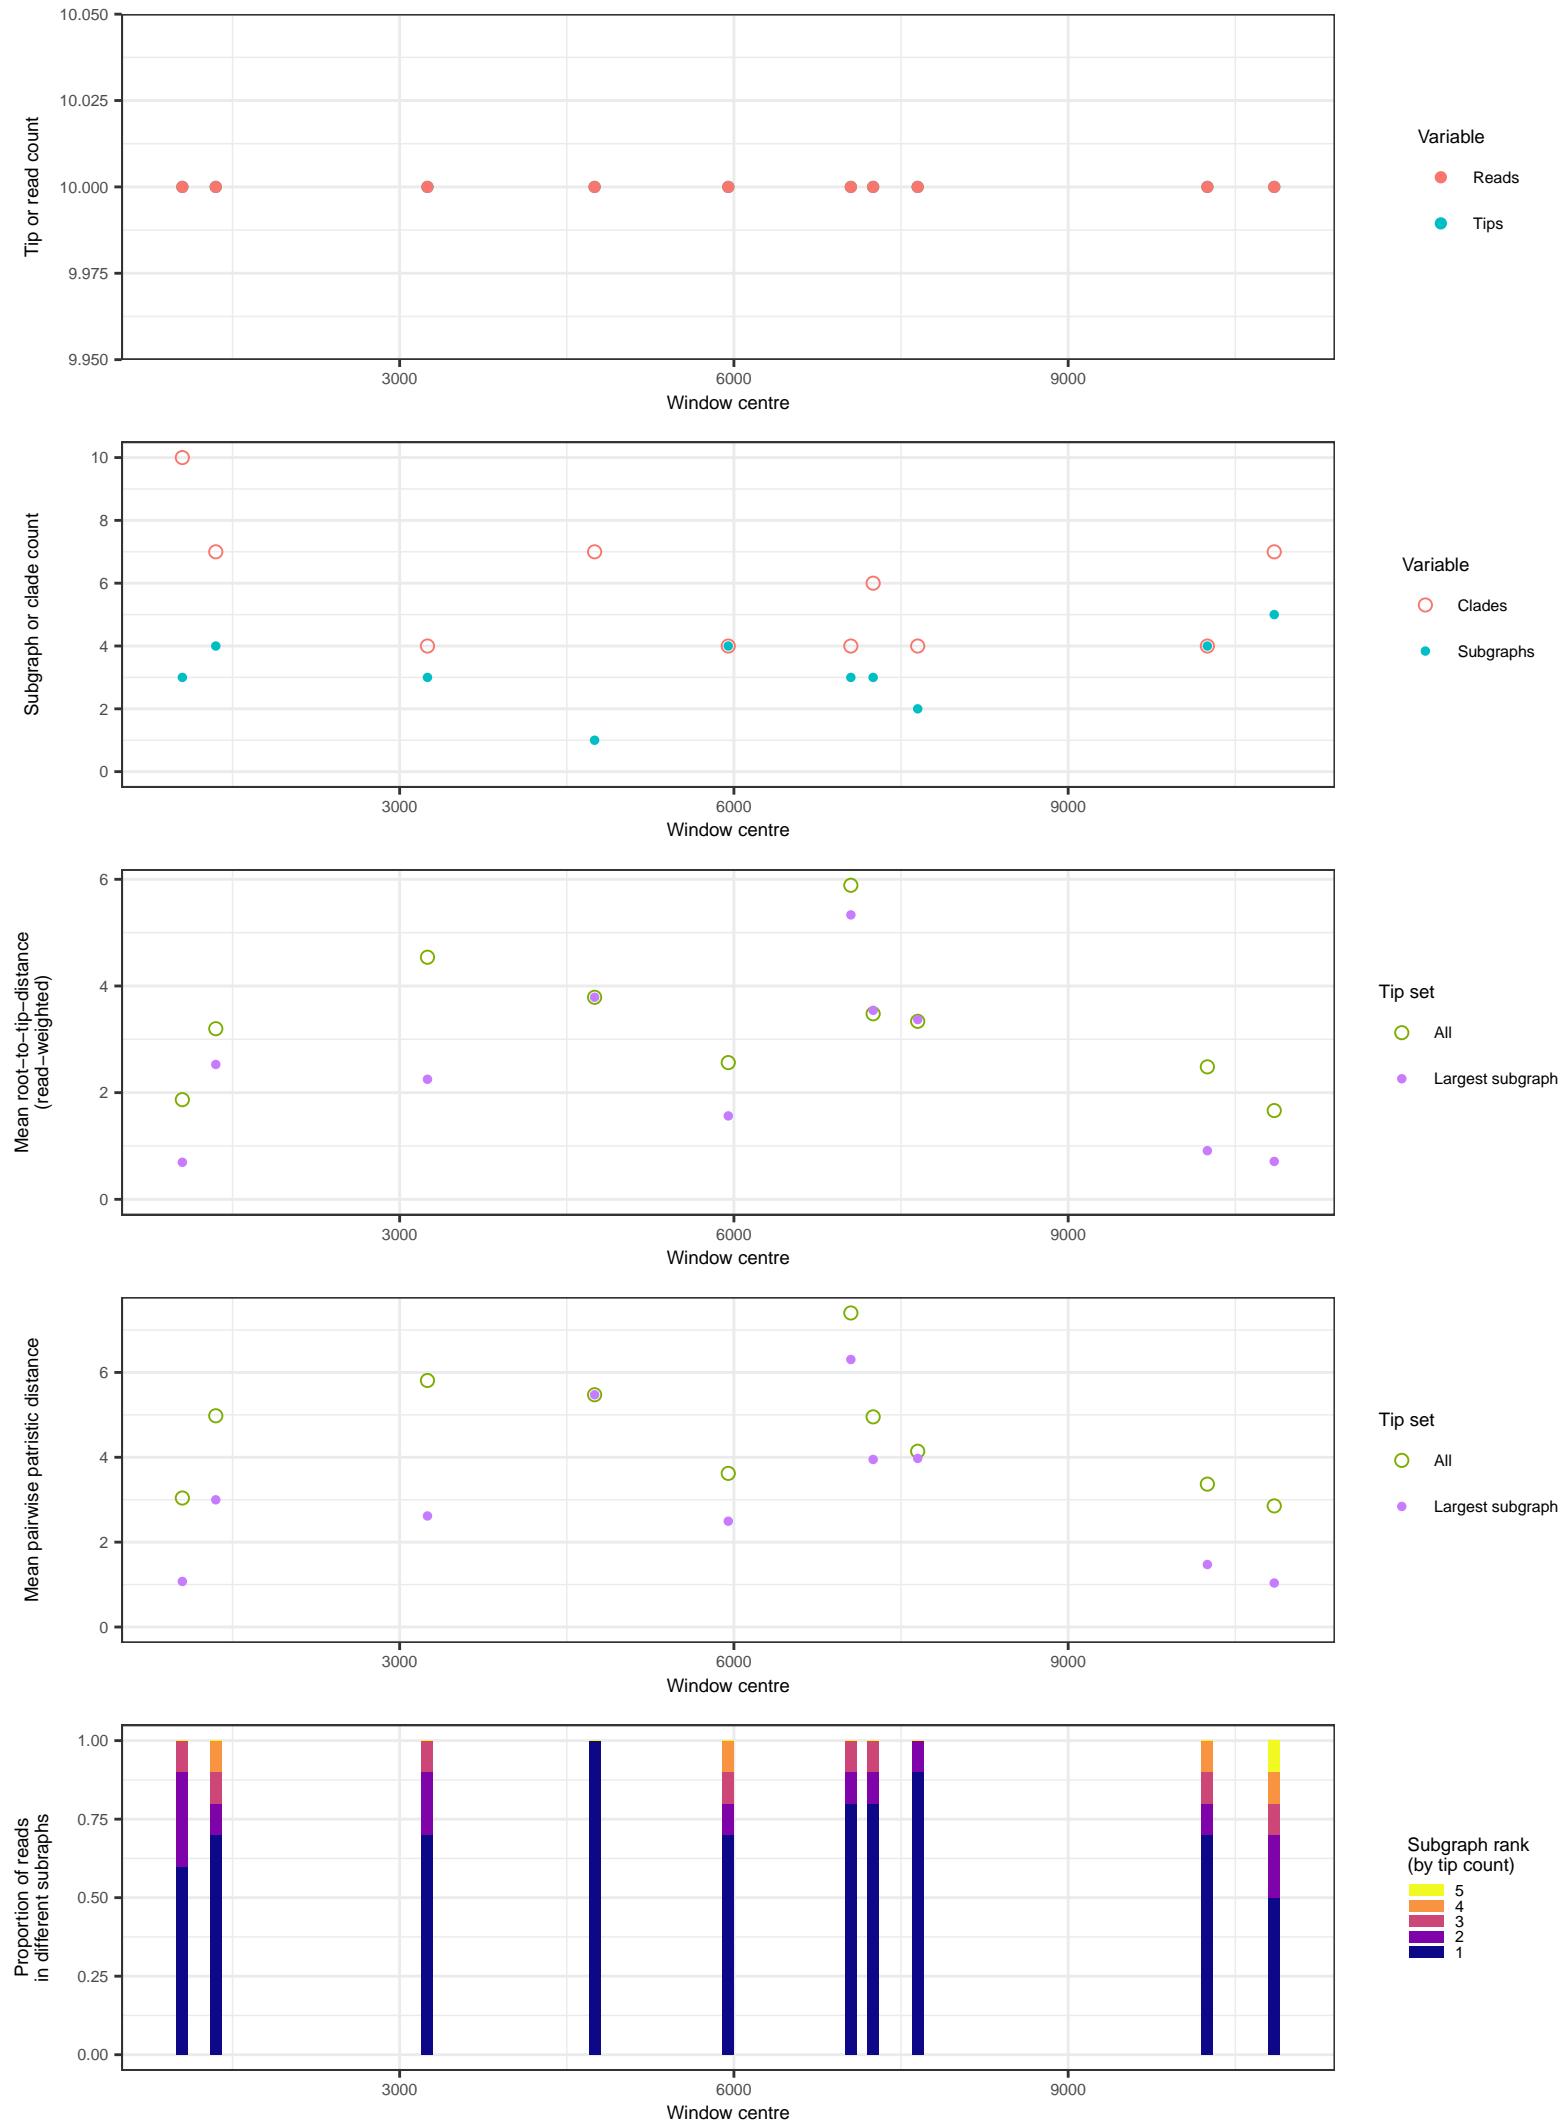 10.050
10.025
10.000
9.975
9.950
Tip or read count
3000 6000 9000
Window centre
Variable
Reads
Tips
10
8
6
4
2
0
Subgraph or clade count
3000 6000 9000
Window centre
Variable
Clades
Subgraphs
6
4
2
0
Mean root−to−tip−distance
(read−weighted)
3000 6000 9000
Window centre
Tip set
All
Largest subgraph
6
4
2
0
Mean pairwise patristic distance
3000 6000 9000
Window centre
Tip set
All
Largest subgraph
1.00
0.75
0.50
0.25
0.00
Proportion of reads
in different subraphs
3000 6000 9000
Window centre
Subgraph rank
(by tip count)
5
4
3
2
1